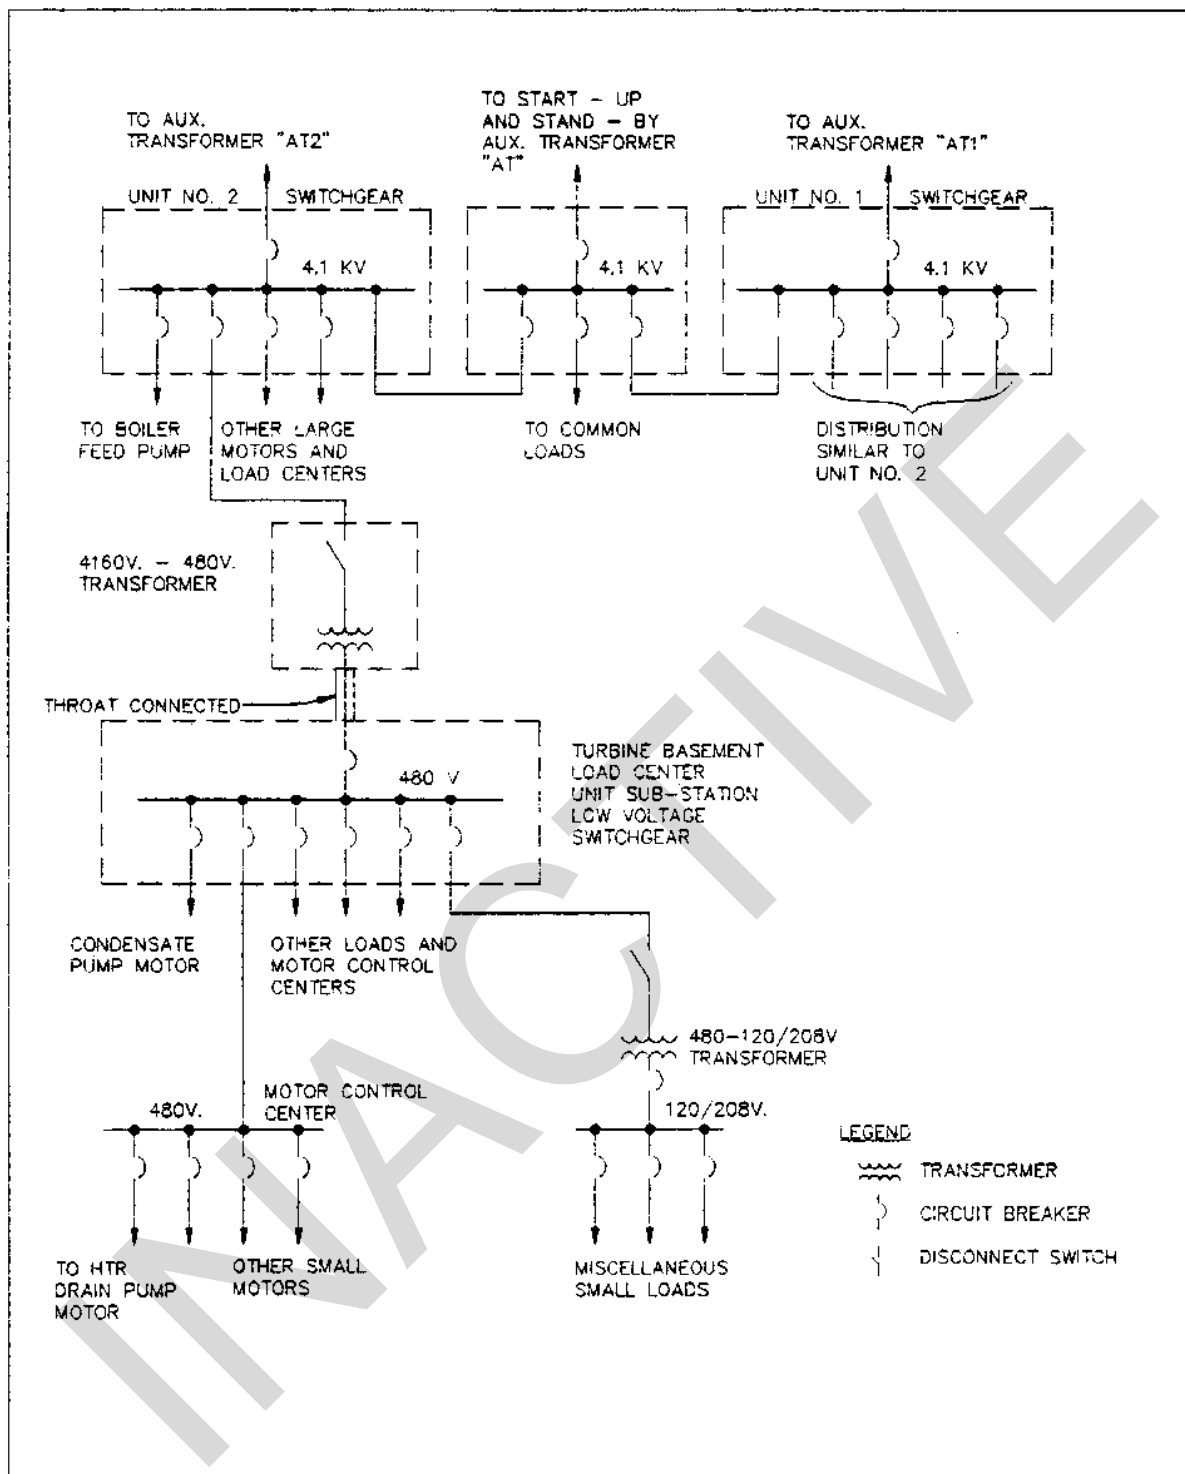 TO AUX.
TRANSFORMER "AT2"
TO START - UP
AND STAND - BY
AUX. TRANSFORMER
"AT"
TO AUX.
TRANSFORMER "AT1"
UNIT NO. 2 SWITCHGEAR
UNIT NO. 1 SWITCHGEAR
4.1 KV
4.1 KV
4.1 KV
TO BOILER
FEED PUMP
OTHER LARGE
MOTORS AND
LOAD CENTERS
TO COMMON
LOADS
DISTRIBUTION
SIMILAR TO
UNIT NO. 2
4160V. - 480V.
TRANSFORMER
THROAT CONNECTED
480 V
TURBINE BASEMENT
LOAD CENTER
UNIT SUB-STATION
LOW VOLTAGE
SWITCHGEAR
CONDENSATE
PUMP MOTOR
OTHER LOADS AND
MOTOR CONTROL
CENTERS
480-120/208V
TRANSFORMER
480V.
MOTOR CONTROL
CENTER
120/208V.
TO HTR
DRAIN PUMP
MOTOR
OTHER SMALL
MOTORS
MISCELLANEOUS
SMALL LOADS
LEGEND
TRANSFORMER
CIRCUIT BREAKER
DISCONNECT SWITCH
INACTIVE